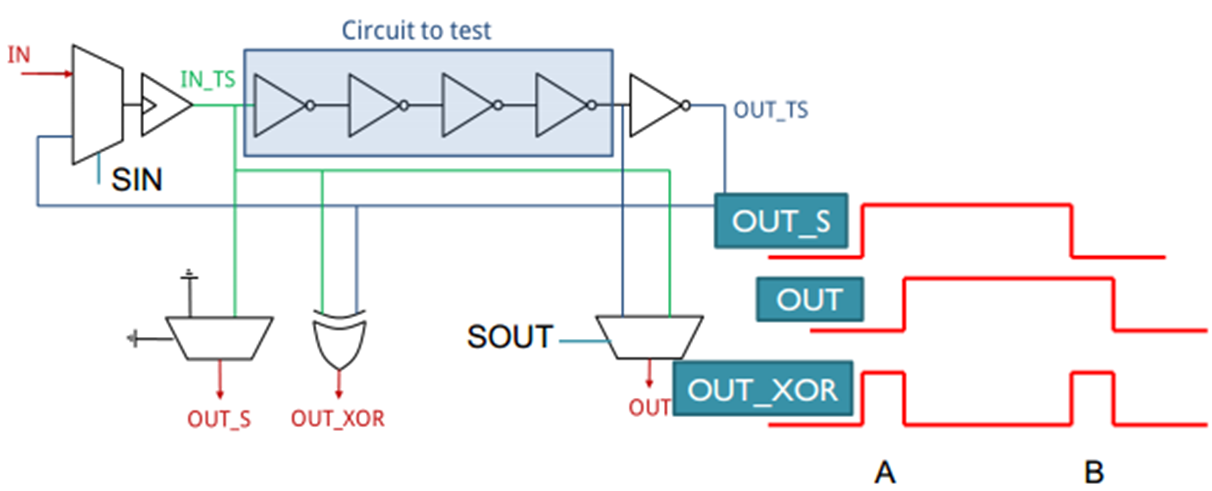 Circuit to test
IN
IN_TS
OUT_TS
SIN
OUT_S
OUT
SOUT
OUT_XOR
OUT_S
OUT_XOR
OUT
A
B